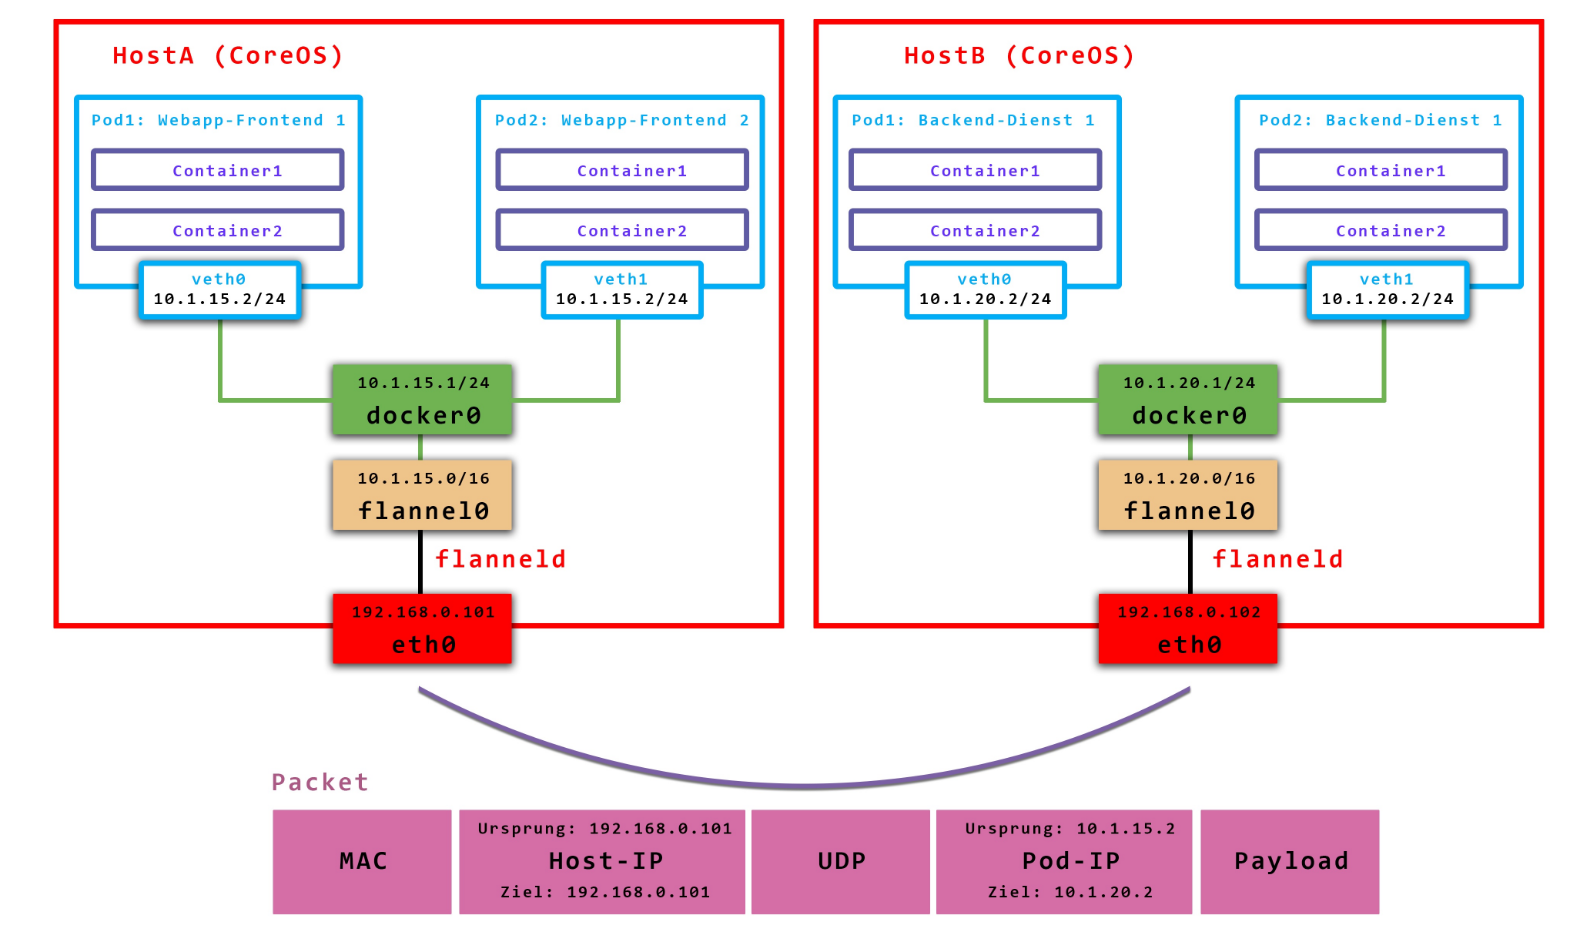 HostA (CoreOS)
Pod1: Webapp-Frontend 1
Container1
Container2
veth0
10.1.15.2/24
Pod2: Webapp-Frontend 2
Container1
Container2
veth1
10.1.15.2/24
10.1.15.1/24
docker0
10.1.15.0/16
flannel0
flanneld
192.168.0.101
eth0
HostB (CoreOS)
Pod1: Backend-Dienst 1
Container1
Container2
veth0
10.1.20.2/24
Pod2: Backend-Dienst 1
Container1
Container2
veth1
10.1.20.2/24
10.1.20.1/24
docker0
10.1.20.0/16
flannel0
flanneld
192.168.0.102
eth0
Packet
MAC
Ursprung: 192.168.0.101
Host-IP
Ziel: 192.168.0.101
UDP
Ursprung: 10.1.15.2
Pod-IP
Ziel: 10.1.20.2
Payload